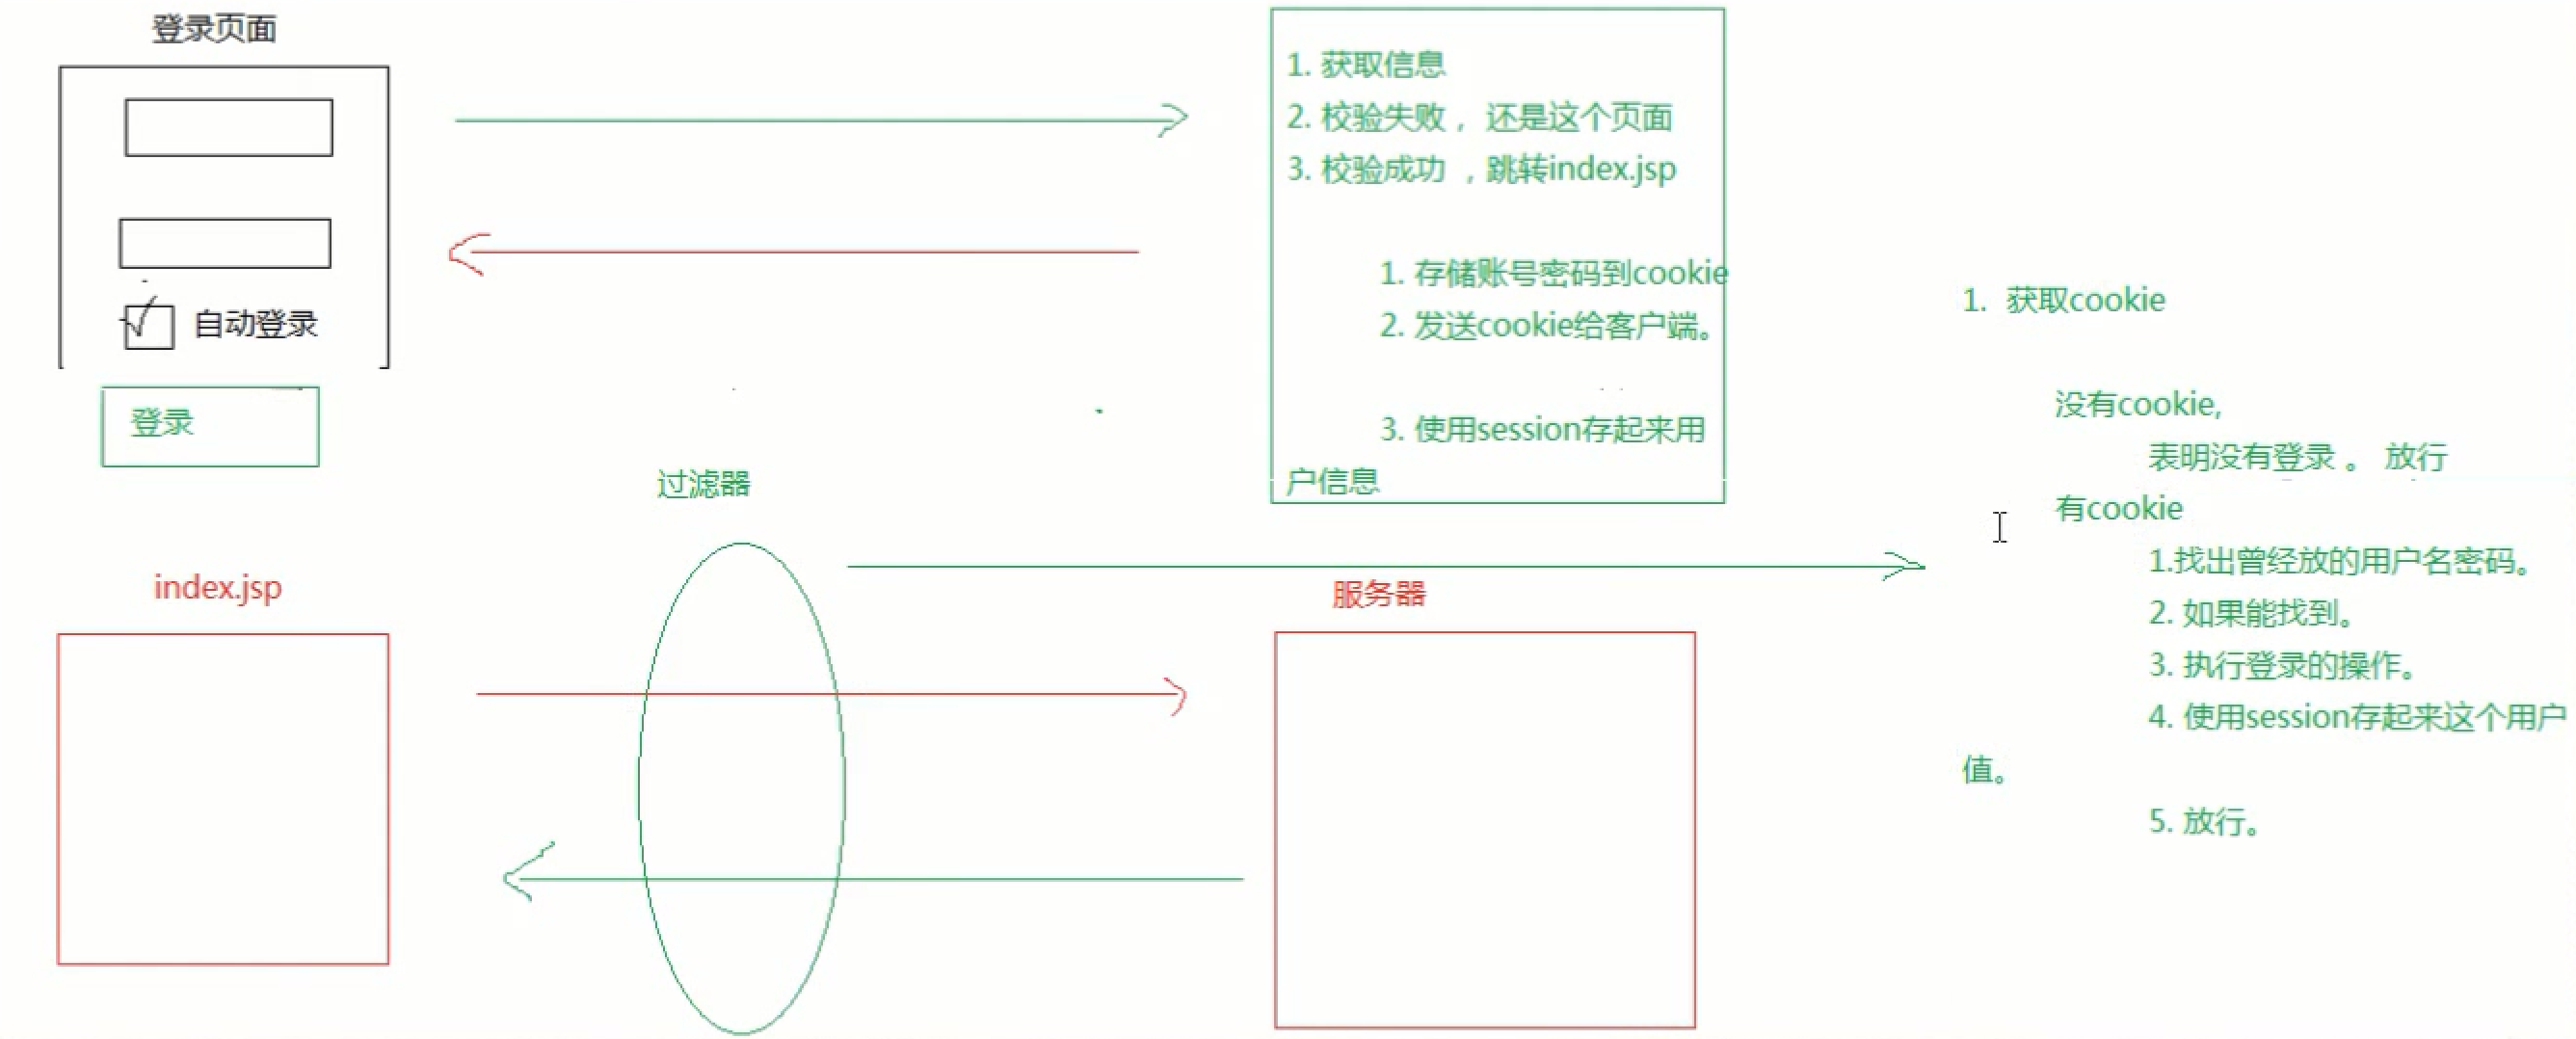 登录页面
自动登录
登录
1. 获取信息
2. 校验失败， 还是这个页面
3. 校验成功 ，跳转index.jsp
1. 存储账号密码到cookie
2. 发送cookie给客户端。
3. 使用session存起来用
户信息
过滤器
index.jsp
服务器
1. 获取cookie
没有cookie,
表明没有登录 。 放行
有cookie
1.找出曾经放的用户名密码。
2. 如果能找到。
3. 执行登录的操作。
4. 使用session存起来这个用户
值。
5. 放行。